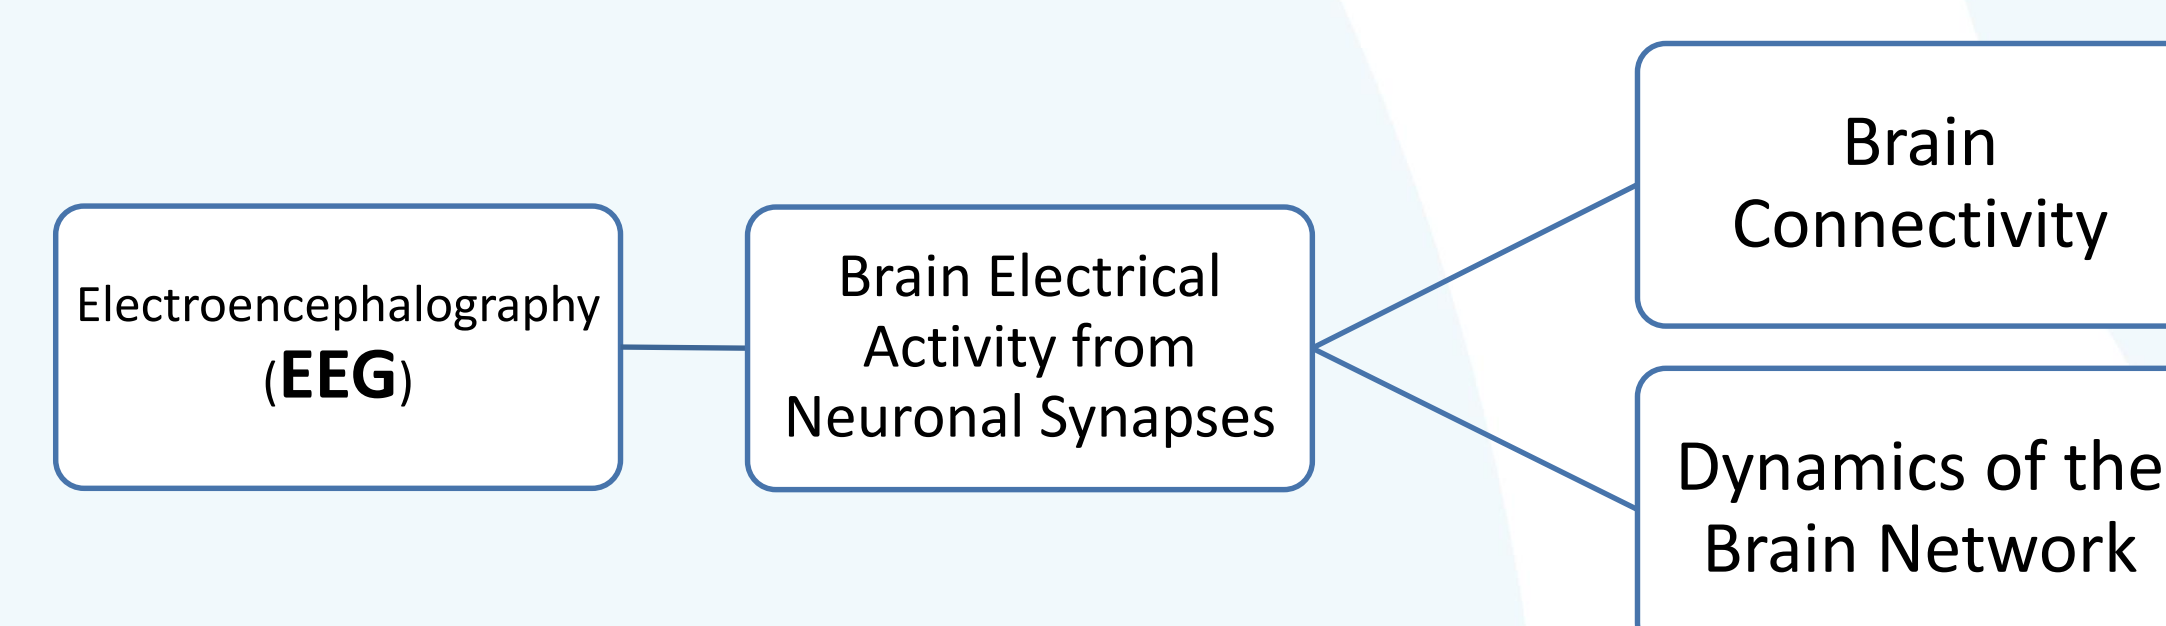 Electroencephalography
(EEG)
Brain Electrical
Activity from
Neuronal Synapses
Brain
Connectivity
Dynamics of the
Brain Network